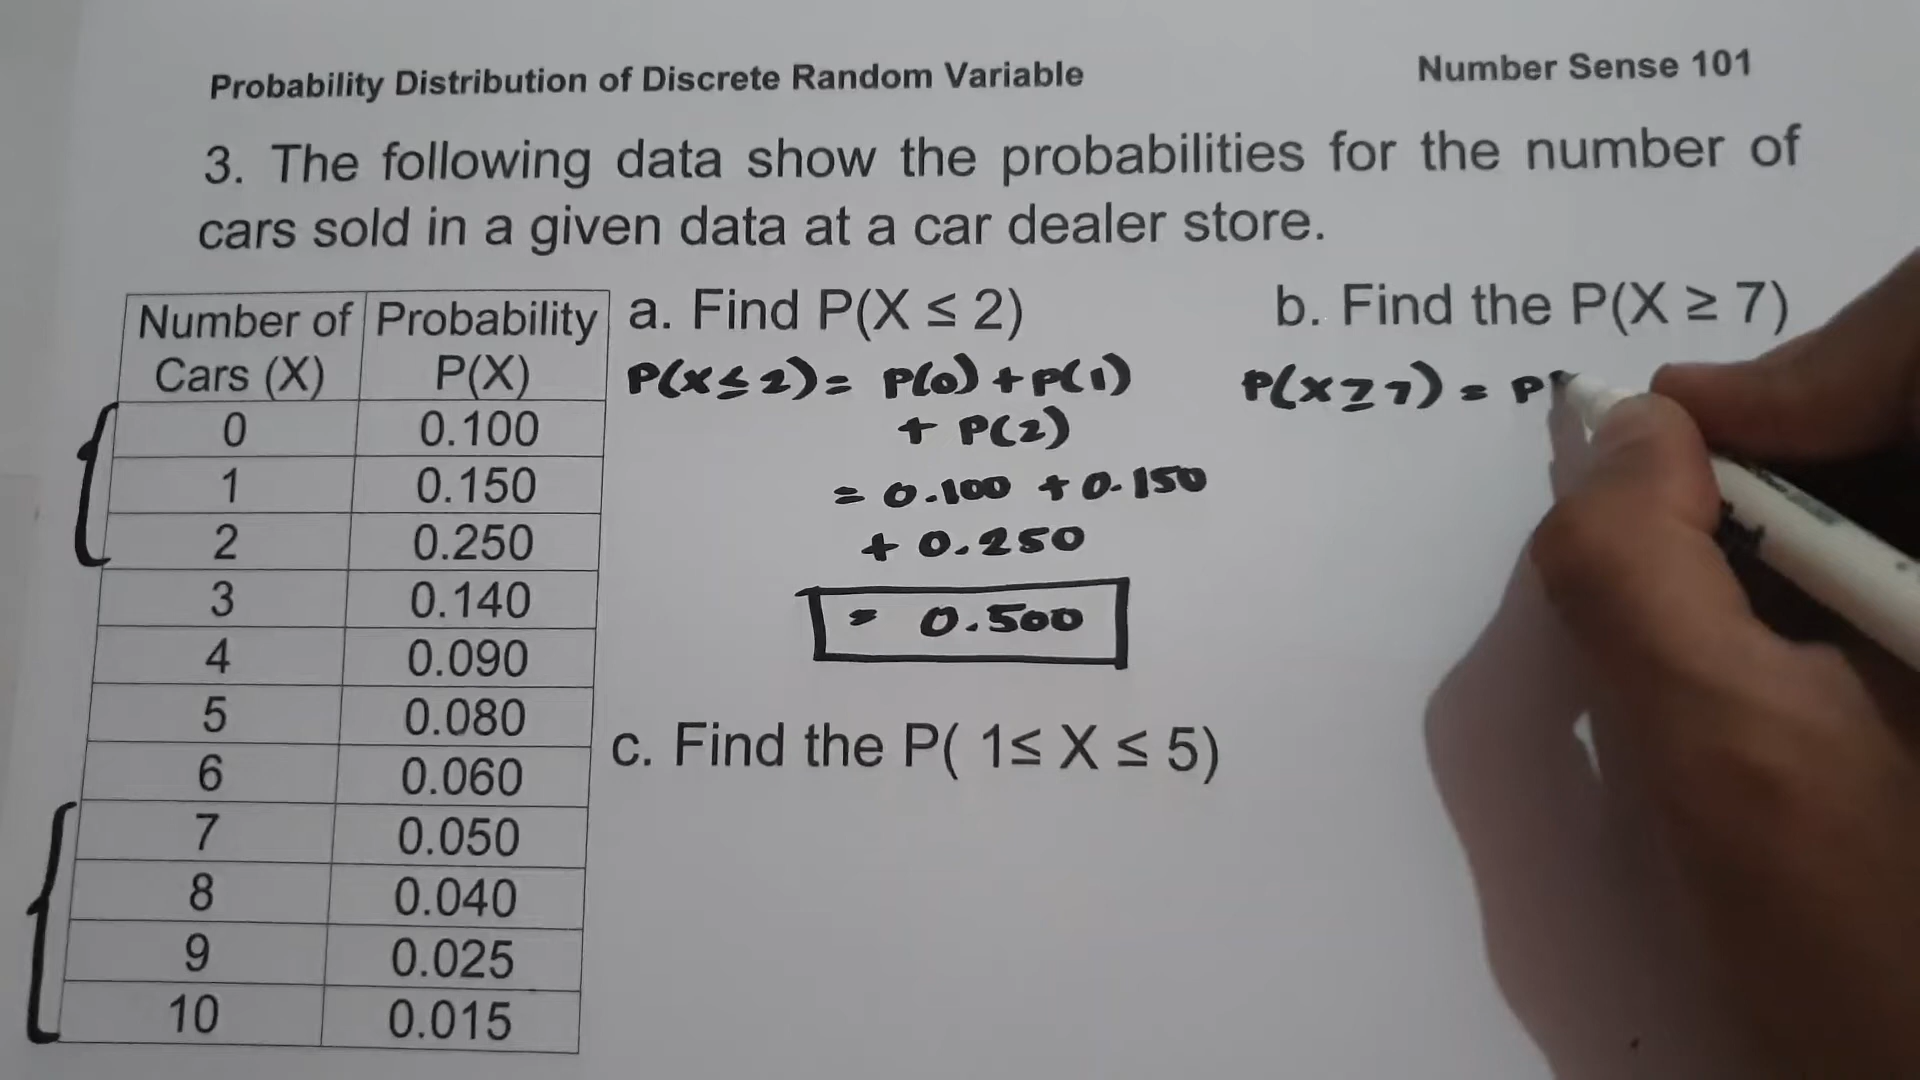 Probability Distribution of Discrete Random Variable
Number Sense 101
3. The following data show the probabilities for the number of
cars sold in a given data at a car dealer store.
Number of Cars (X) Probability P(X)
0 0.100
1 0.150
2 0.250
3 0.140
4 0.090
5 0.080
6 0.060
7 0.050
8 0.040
9 0.025
10 0.015
a. Find P(X ≤ 2)
P(X ≤ 2) = P(0) + P(1)
+ P(2)
= 0.100 + 0.150
+ 0.250
= 0.500
b. Find the P(X ≥ 7)
P(X ≥ 7) = P
c. Find the P( 1≤ X ≤ 5)